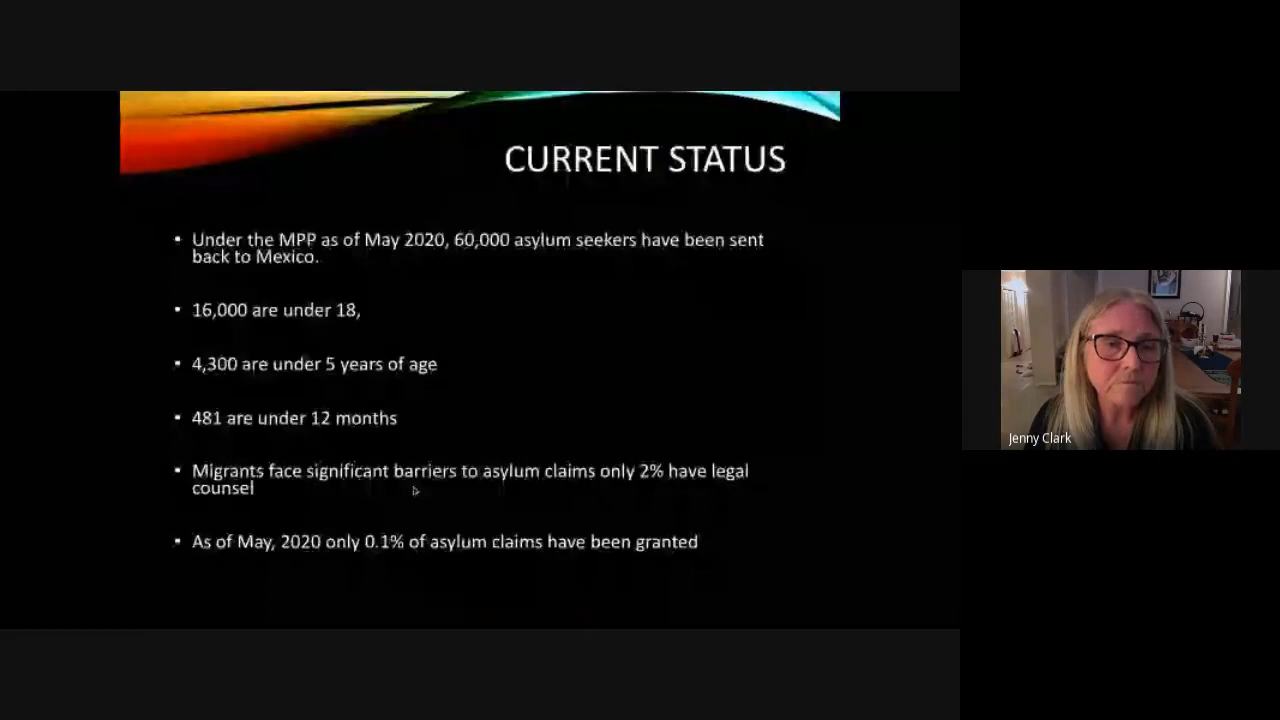 CURRENT STATUS
▪ Under the MPP as of May 2020, 60,000 asylum seekers have been sent
back to Mexico.
▪ 16,000 are under 18,
▪ 4,300 are under 5 years of age
▪ 481 are under 12 months
▪ Migrants face significant barriers to asylum claims only 2% have legal
counsel
▪ As of May, 2020 only 0.1% of asylum claims have been granted
Jenny Clark